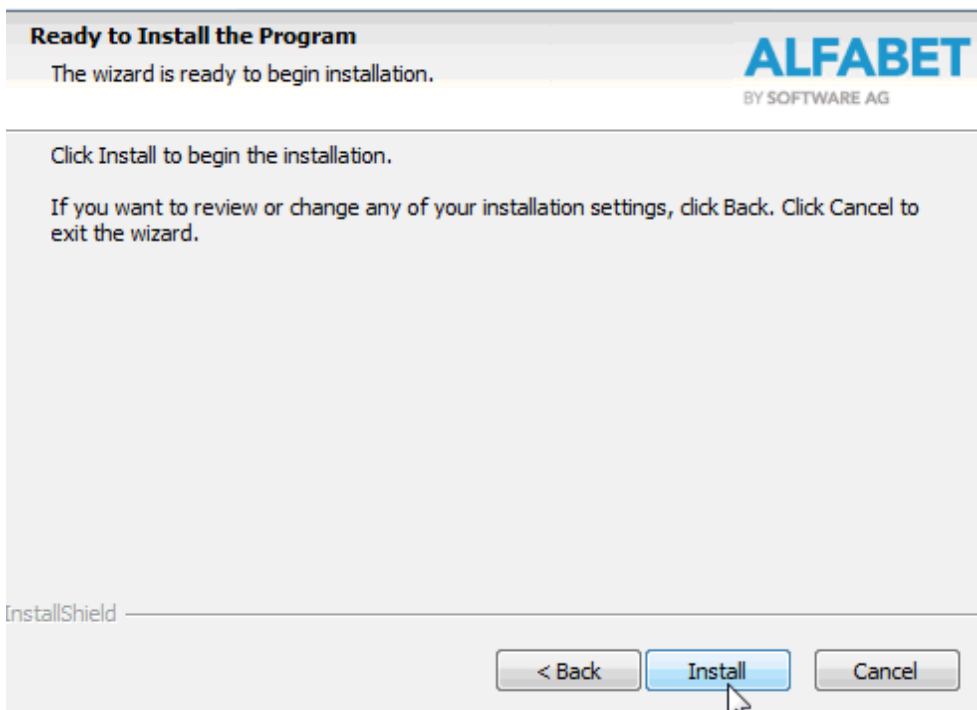 Ready to Install the Program
The wizard is ready to begin installation.
ALFABET
BY SOFTWARE AG
Click Install to begin the installation.
If you want to review or change any of your installation settings, click Back. Click Cancel to
exit the wizard.
InstallShield
< Back
Install
Cancel